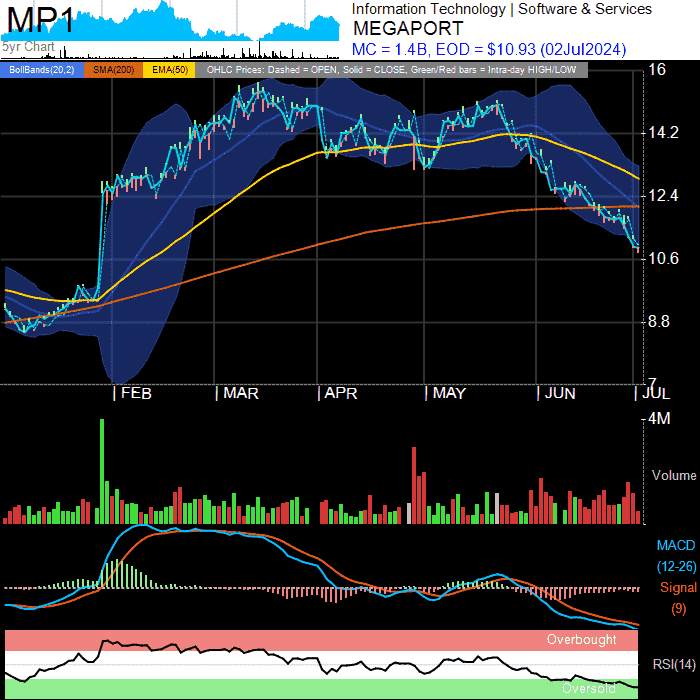 MP1
5yr Chart
Information Technology | Software & Services
MEGAPORT
MC = 1.4B, EOD = $10.93 (02Jul2024)
BollBands(20,2) SMA(200) EMA(50) OHLC Prices: Dashed = OPEN, Solid = CLOSE, Green/Red bars = Intra-day HIGH/LOW
16
14.2
12.4
10.6
8.8
7
FEB MAR APR MAY JUN JUL
4M
Volume
MACD
(12-26)
Signal
(9)
Overbought
RSI(14)
Oversold